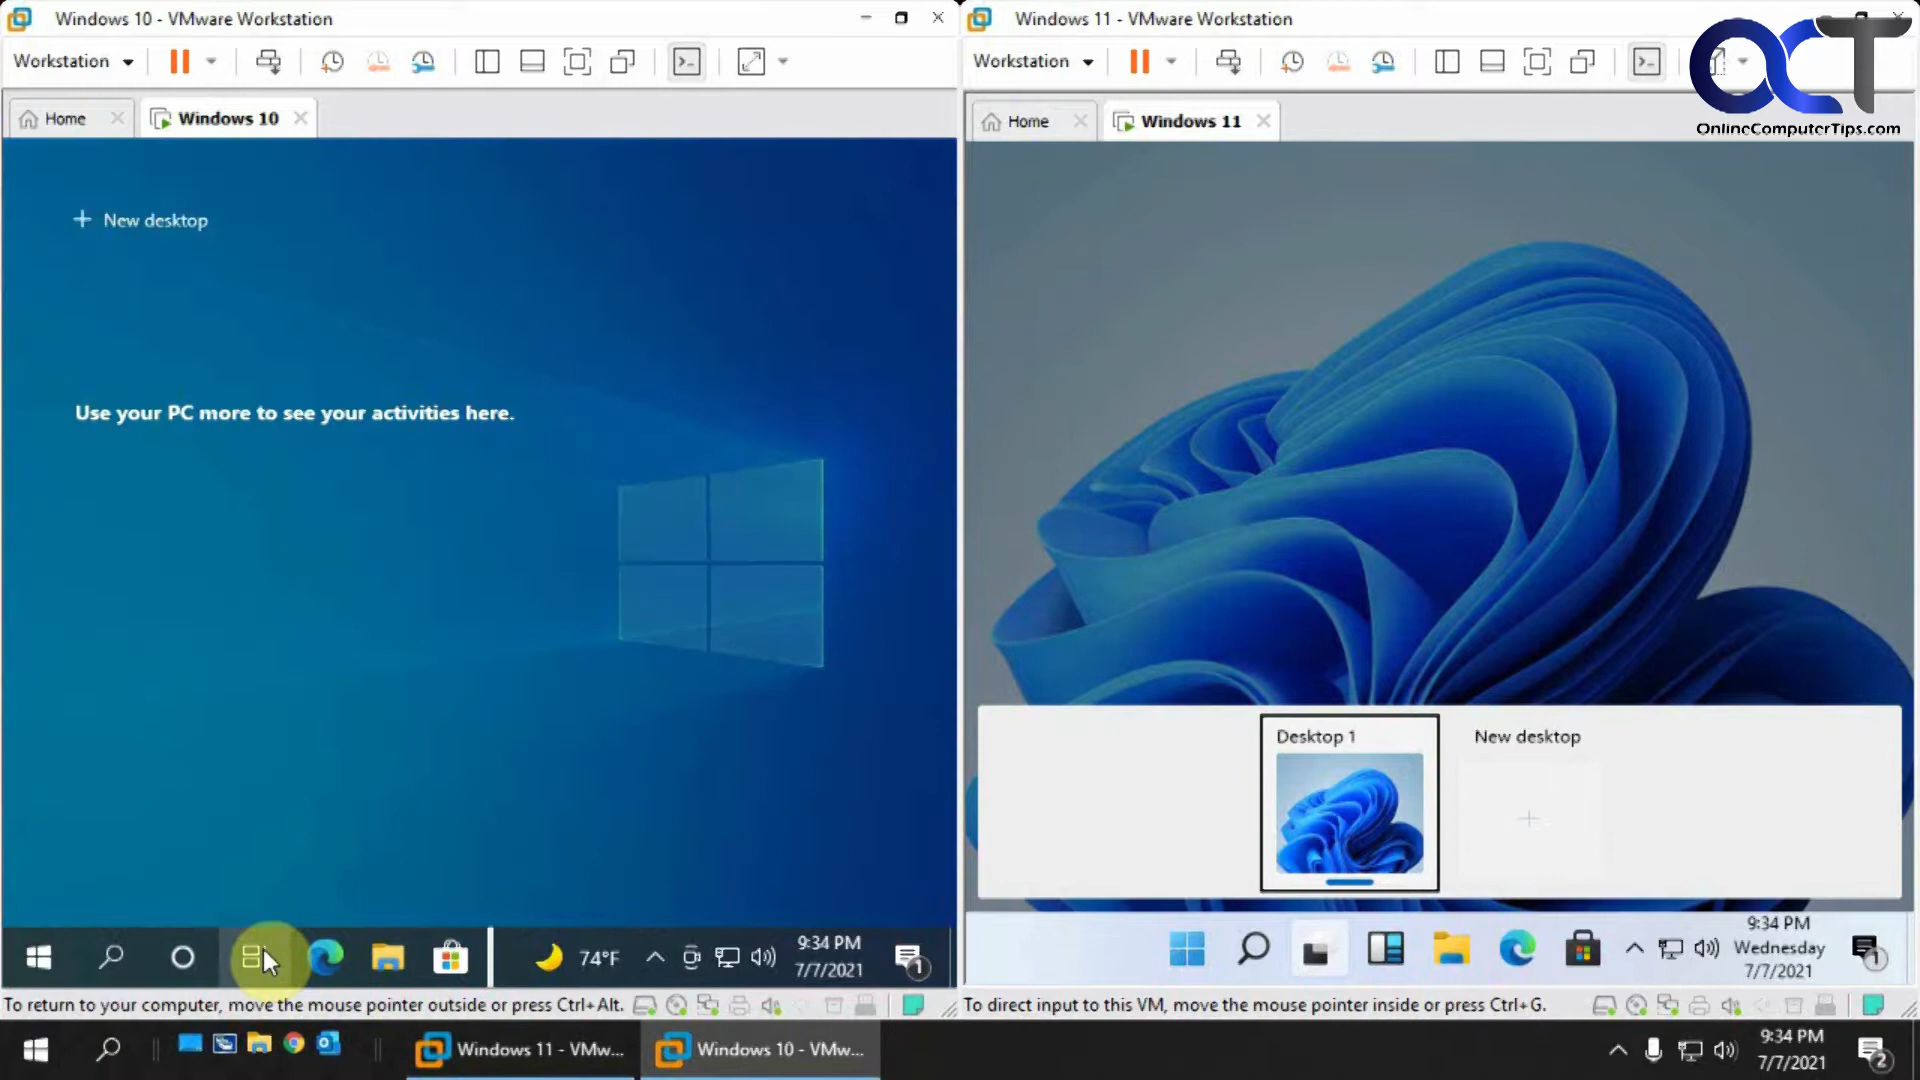 Windows 10 - VMware Workstation
Workstation
Home
Windows 10
New desktop
Use your PC more to see your activities here.
74°F
9:34 PM
7/7/2021
1
To return to your computer, move the mouse pointer outside or press Ctrl+Alt.
Windows 11 - VMware Workstation
Workstation
OCT
OnlineComputerTips.com
Home
Windows 11
Desktop 1
New desktop
9:34 PM
Wednesday
7/7/2021
1
To direct input to this VM, move the mouse pointer inside or press Ctrl+G.
Windows 11 - VMw...
Windows 10 - VMw...
9:34 PM
7/7/2021
2